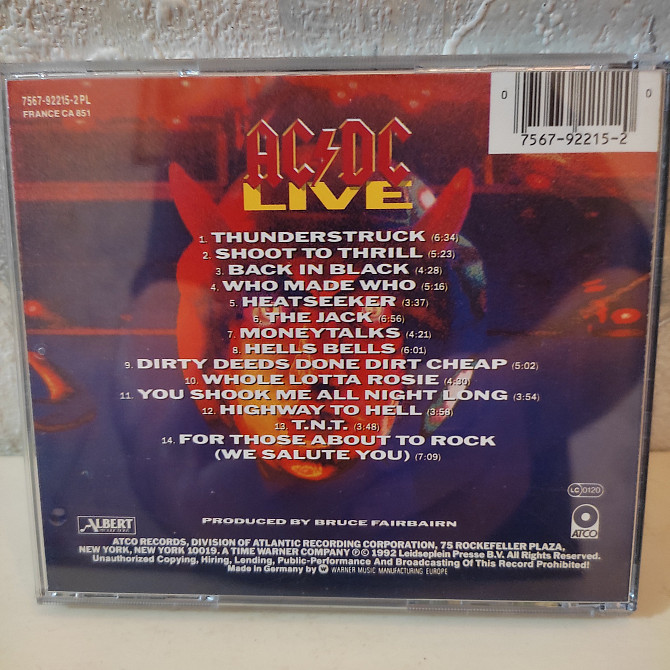 7567-92215-2 PL
FRANCE CA 851
0 0
7567-92215-2
AC DC
LIVE
1. THUNDERSTRUCK (6:34)
2. SHOOT TO THRILL (5:23)
3. BACK IN BLACK (4:28)
4. WHO MADE WHO (5:16)
5. HEATSEEKER (3:37)
6. THE JACK (6:56)
7. MONEYTALKS (4:21)
8. HELLS BELLS (6:01)
9. DIRTY DEEDS DONE DIRT CHEAP (5:02)
10. WHOLE LOTTA ROSIE (4:30)
11. YOU SHOOK ME ALL NIGHT LONG (3:54)
12. HIGHWAY TO HELL (3:56)
13. T.N.T. (3:48)
14. FOR THOSE ABOUT TO ROCK
(WE SALUTE YOU) (7:09)
LC 0120
ALBERT
PRODUCED BY BRUCE FAIRBAIRN
ATCO
ATCO RECORDS, DIVISION OF ATLANTIC RECORDING CORPORATION, 75 ROCKEFELLER PLAZA,
NEW YORK, NEW YORK 10019. A TIME WARNER COMPANY ℗© 1992 Leidseplein Presse B.V. All Rights Reserved.
Unauthorized Copying, Hiring, Lending, Public-Performance And Broadcasting Of This Record Prohibited!
Made in Germany by WARNER MUSIC MANUFACTURING EUROPE